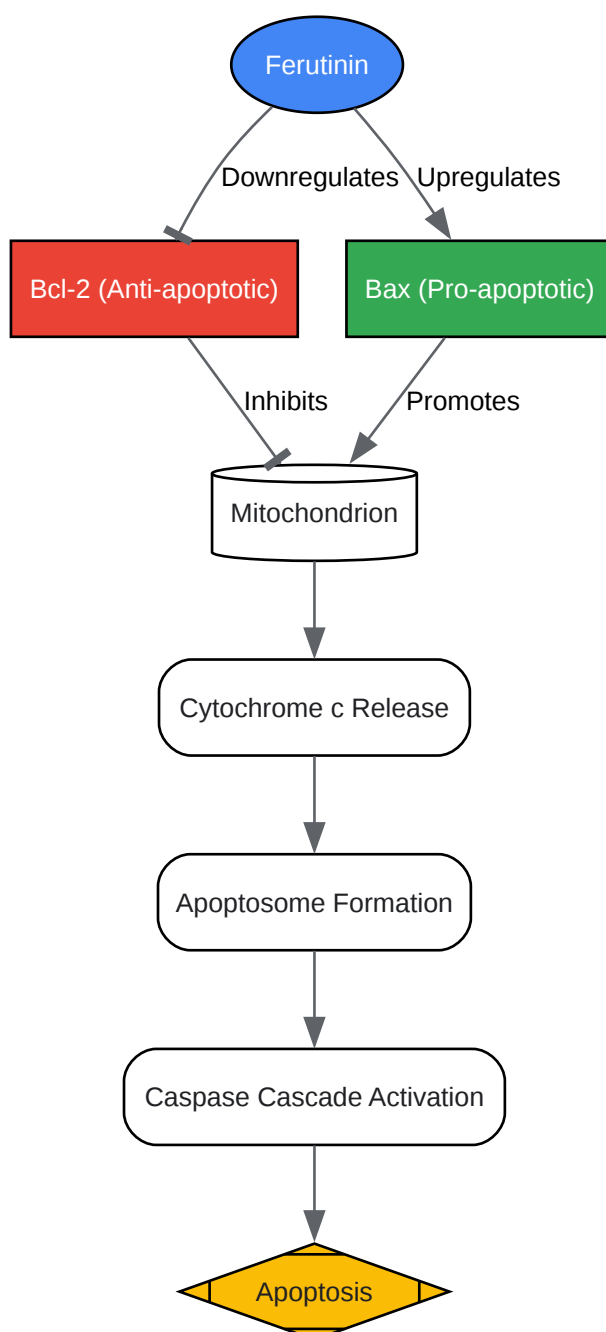 Ferutinin
Downregulates
Upregulates
Bcl-2 (Anti-apoptotic)
Bax (Pro-apoptotic)
Inhibits
Promotes
Mitochondrion
Cytochrome c Release
Apoptosome Formation
Caspase Cascade Activation
Apoptosis